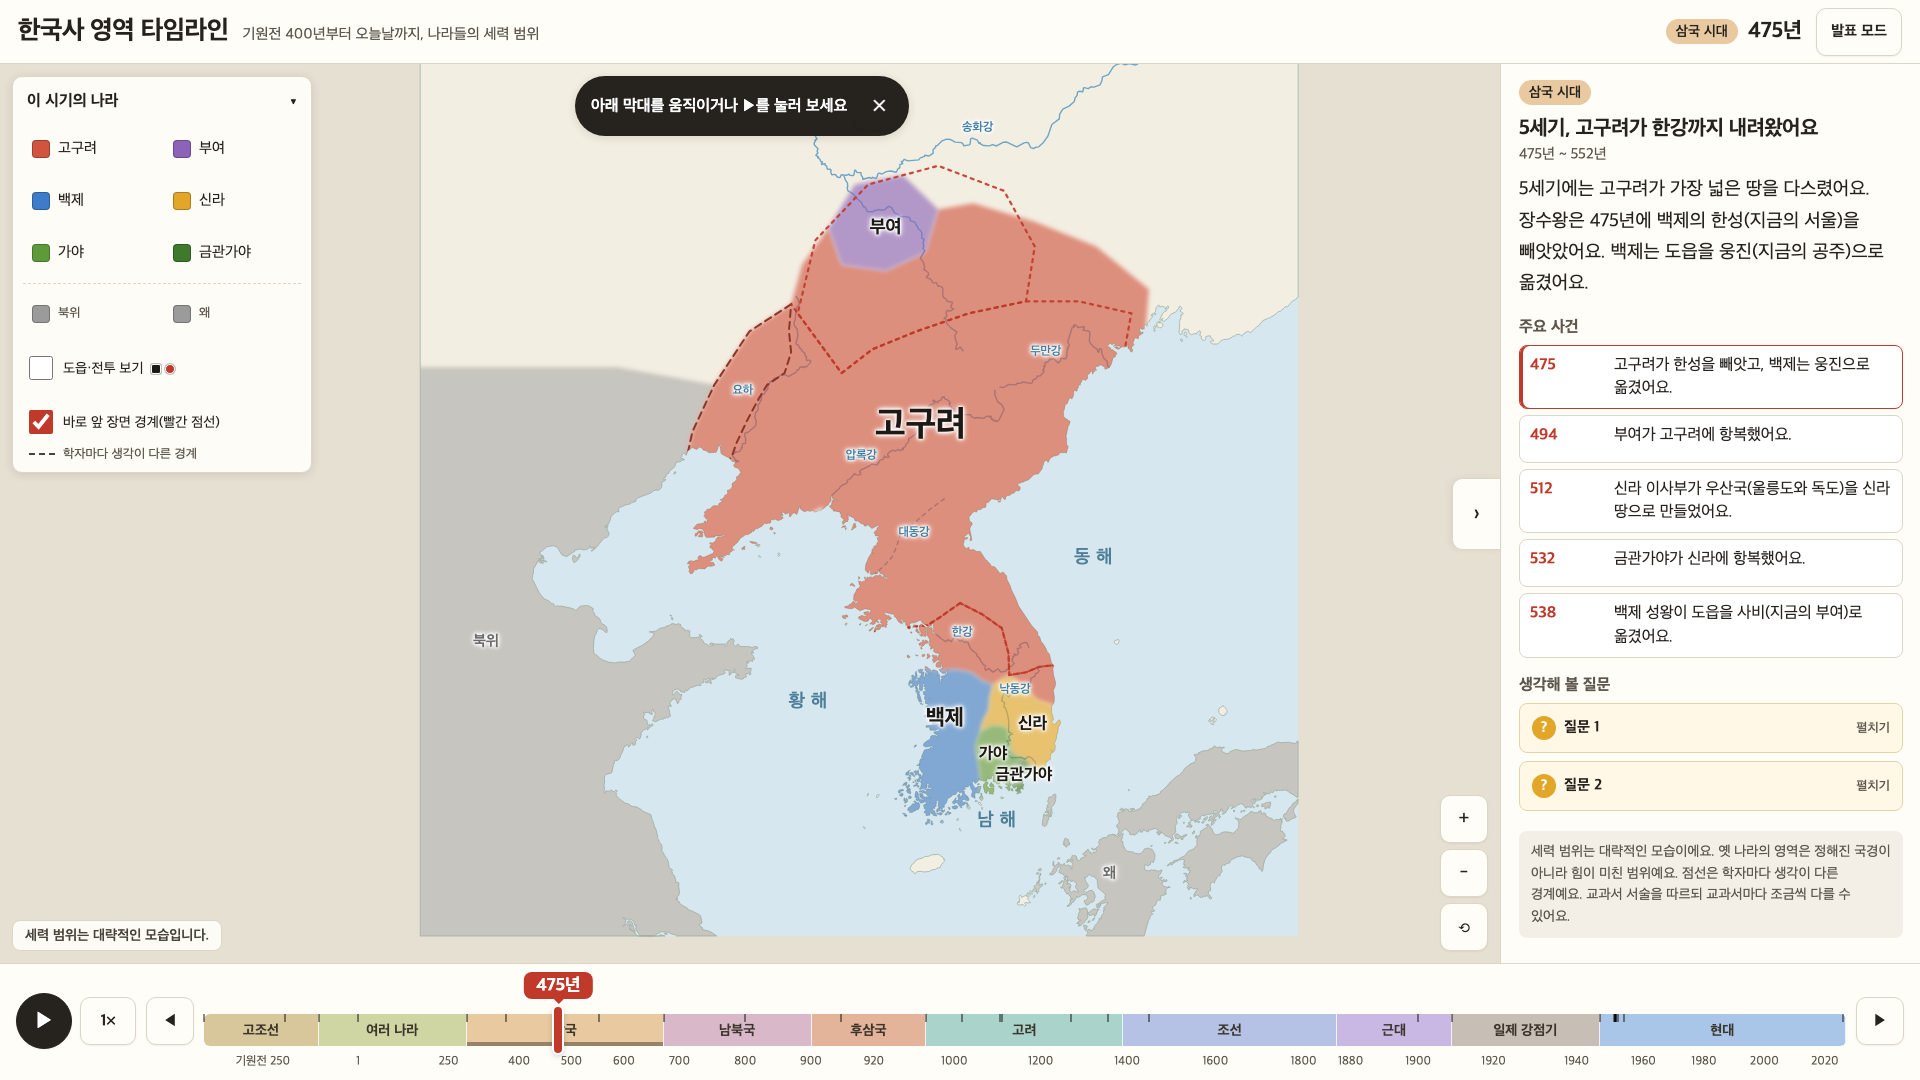 한국사 영역 타임라인
기원전 400년부터 오늘날까지, 나라들의 세력 범위
삼국 시대
475년
발표 모드
이 시기의 나라
▼
고구려
부여
백제
신라
가야
금관가야
북위
왜
도읍·전투 보기
바로 앞 장면 경계(빨간 점선)
학자마다 생각이 다른 경계
아래 막대를 움직이거나 ▶를 눌러 보세요 ✕
송화강
부여
두만강
요하
고구려
압록강
대동강
동해
북위
한강
황해
낙동강
백제
신라
가야
금관가야
남해
왜
세력 범위는 대략적인 모습입니다.
›
+
−
⟲
삼국 시대
5세기, 고구려가 한강까지 내려왔어요
475년 ~ 552년
5세기에는 고구려가 가장 넓은 땅을 다스렸어요.
장수왕은 475년에 백제의 한성(지금의 서울)을
빼앗았어요. 백제는 도읍을 웅진(지금의 공주)으로
옮겼어요.
주요 사건
475 고구려가 한성을 빼앗고, 백제는 웅진으로
옮겼어요.
494 부여가 고구려에 항복했어요.
512 신라 이사부가 우산국(울릉도와 독도)을 신라
땅으로 만들었어요.
532 금관가야가 신라에 항복했어요.
538 백제 성왕이 도읍을 사비(지금의 부여)로
옮겼어요.
생각해 볼 질문
? 질문 1 펼치기
? 질문 2 펼치기
세력 범위는 대략적인 모습이에요. 옛 나라의 영역은 정해진 국경이
아니라 힘이 미친 범위예요. 점선은 학자마다 생각이 다른
경계예요. 교과서 서술을 따르되 교과서마다 조금씩 다를 수
있어요.
475년
▶ 1× ◀
고조선 여러 나라 국 남북국 후삼국 고려 조선 근대 일제 강점기 현대
▶
기원전 250 1 250 400 500 600 700 800 900 920 1000 1200 1400 1600 1800 1880 1900 1920 1940 1960 1980 2000 2020